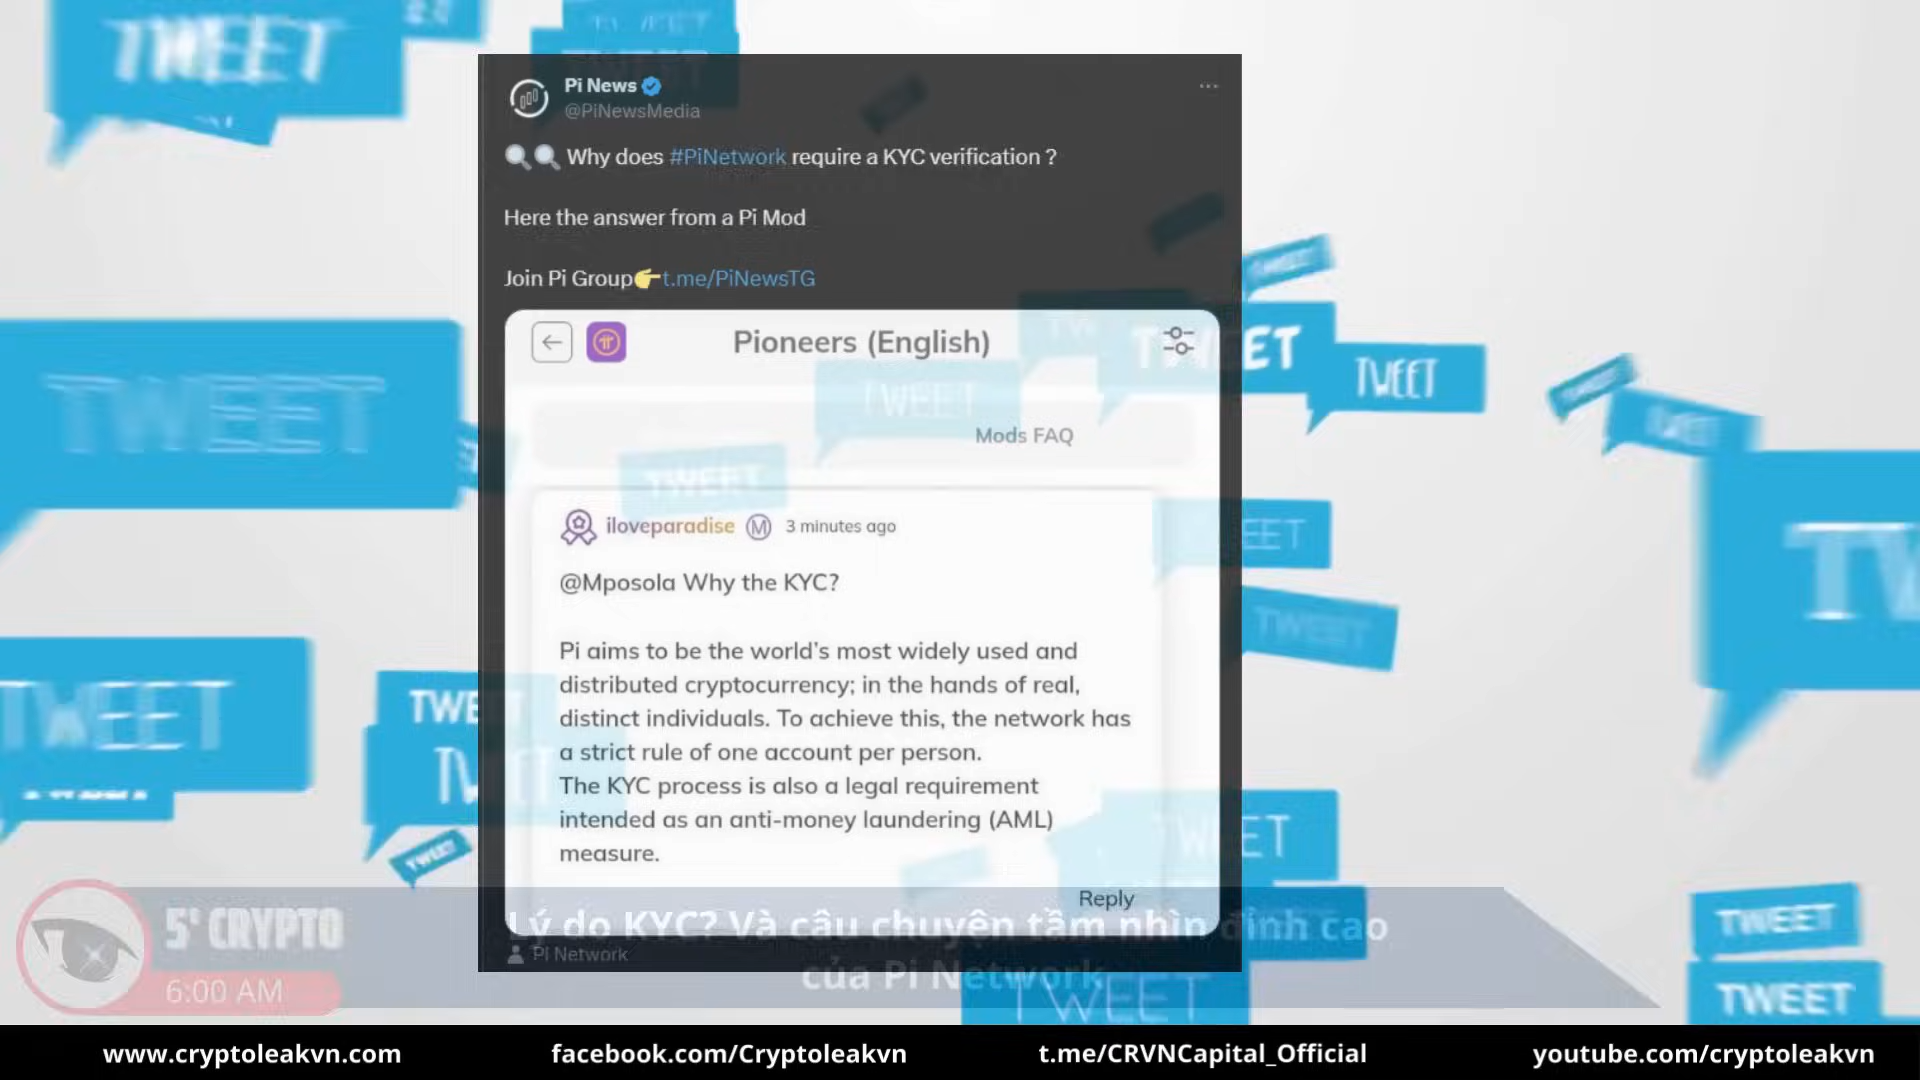 TWEET
TWEET
Pi News
@PiNewsMedia
Why does #PiNetwork require a KYC verification ?
Here the answer from a Pi Mod
Join Pi Group👉t.me/PiNewsTG
Pioneers (English)
TWEET
TWEET
TWEET
TWEET
TWEET
TWEET
Mods FAQ
TWEET
iloveparadise M 3 minutes ago
@Mposola Why the KYC?
TWEET
Pi aims to be the world's most widely used and
distributed cryptocurrency; in the hands of real,
distinct individuals. To achieve this, the network has
a strict rule of one account per person.
The KYC process is also a legal requirement
intended as an anti-money laundering (AML)
measure.
TWEET
TWEET
Reply
5' CRYPTO
6:00 AM
Lý do KYC? Và câu chuyện tầm nhìn đỉnh cao
của Pi Network
Pi Network
TWEET
TWEET
TWEET
www.cryptoleakvn.com
facebook.com/Cryptoleakvn
t.me/CRVNCapital_Official
youtube.com/cryptoleakvn